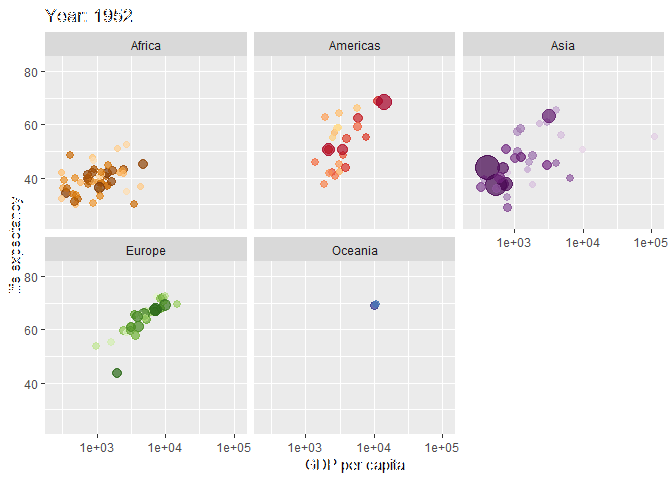 Year: 1952
Africa
Americas
Asia
80
60
40
1e+03 1e+04 1e+05
Europe
Oceania
80
60
40
1e+03 1e+04 1e+05 1e+03 1e+04 1e+05
GDP per capita
life expectancy